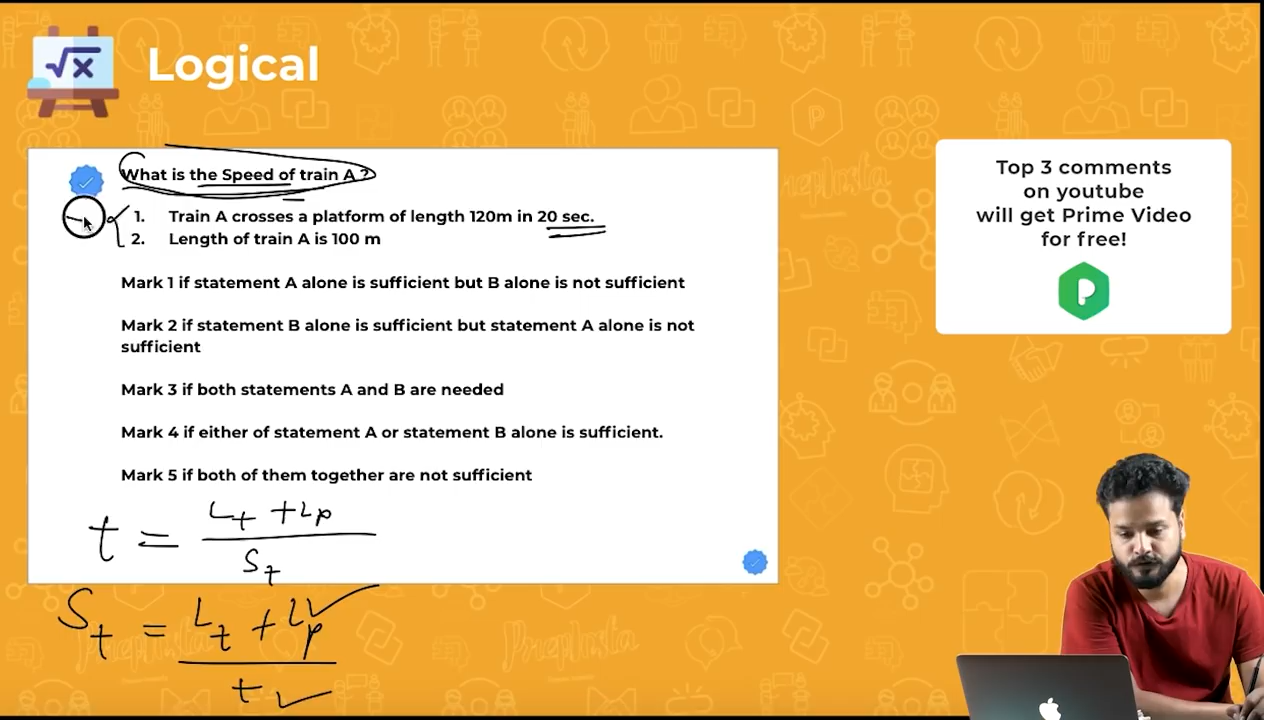 √x
Logical
What is the Speed of train A ?
1. Train A crosses a platform of length 120m in 20 sec.
2. Length of train A is 100 m
Mark 1 if statement A alone is sufficient but B alone is not sufficient
Mark 2 if statement B alone is sufficient but statement A alone is not
sufficient
Mark 3 if both statements A and B are needed
Mark 4 if either of statement A or statement B alone is sufficient.
Mark 5 if both of them together are not sufficient
t = Lt + Lp
St
St = Lt + Lp
t
Top 3 comments
on youtube
will get Prime Video
for free!
P
P
PrepInsta
PrepInsta
PrepInsta